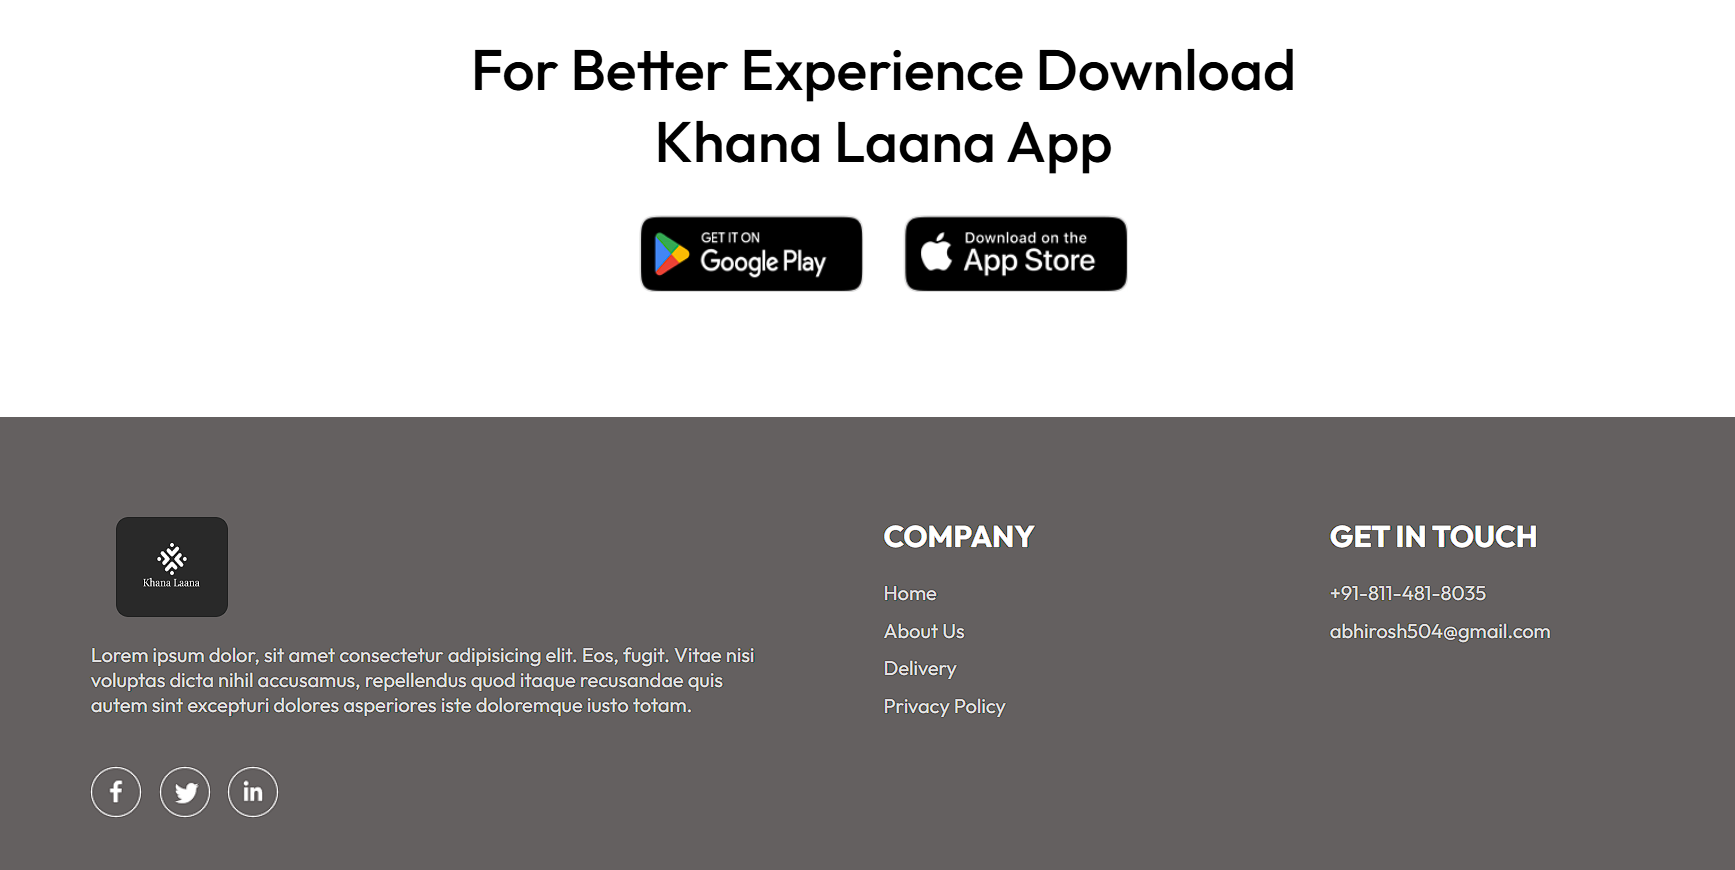 For Better Experience Download
Khana Laana App
GET IT ON
Google Play
Download on the
App Store
Khana Laana
Lorem ipsum dolor, sit amet consectetur adipisicing elit. Eos, fugit. Vitae nisi
voluptas dicta nihil accusamus, repellendus quod itaque recusandae quis
autem sint excepturi dolores asperiores iste doloremque iusto totam.
f
in
COMPANY
Home
About Us
Delivery
Privacy Policy
GET IN TOUCH
+91-811-481-8035
abhirosh504@gmail.com